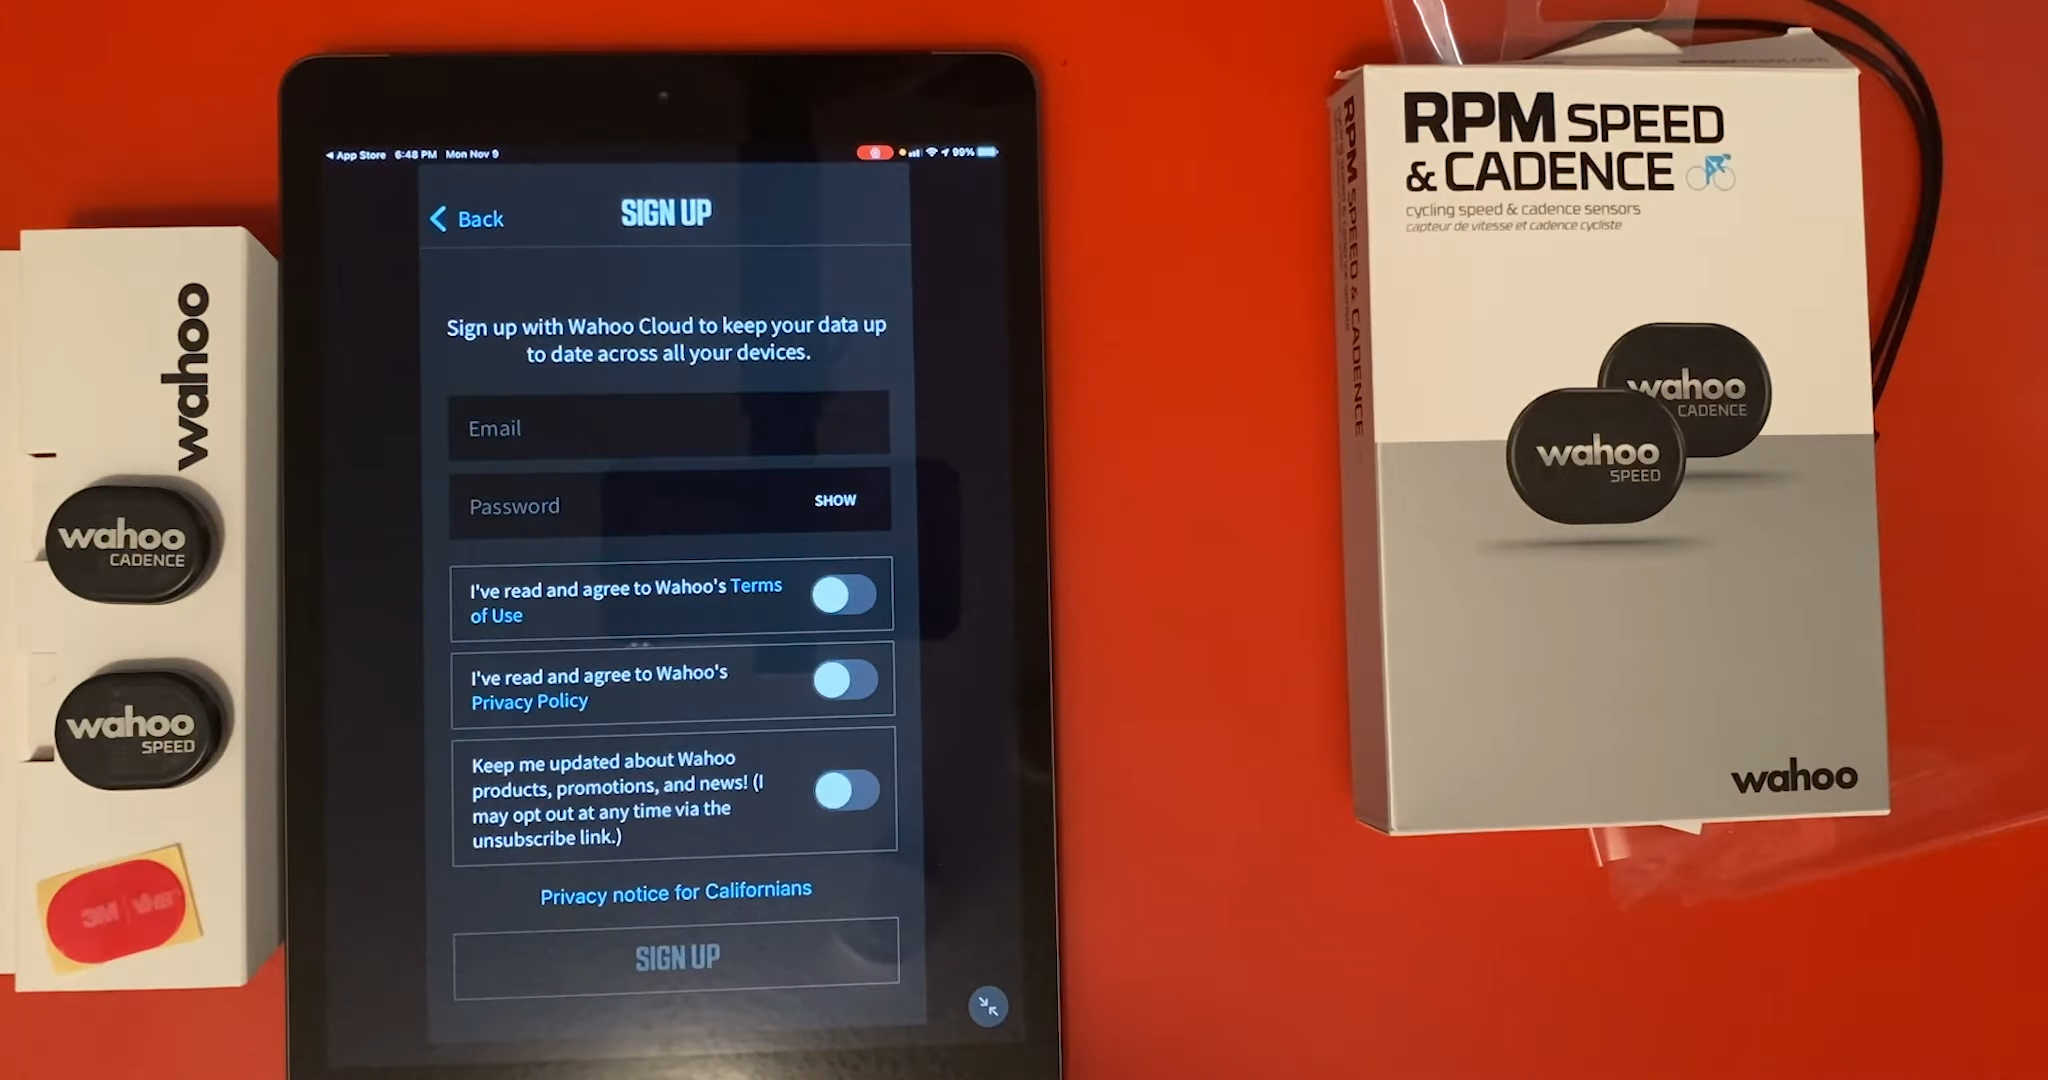 wahoo
wahoo
CADENCE
wahoo
SPEED
3M
App Store 6:48 PM Mon Nov 9
99%
Back
SIGN UP
Sign up with Wahoo Cloud to keep your data up
to date across all your devices.
Email
Password
SHOW
I've read and agree to Wahoo's Terms
of Use
I've read and agree to Wahoo's
Privacy Policy
Keep me updated about Wahoo
products, promotions, and news! (I
may opt out at any time via the
unsubscribe link.)
Privacy notice for Californians
SIGN UP
RPM SPEED & CADENCE
RPM SPEED
& CADENCE
cycling speed & cadence sensors
capteur de vitesse et cadence cycliste
wahoo
CADENCE
wahoo
SPEED
wahoo